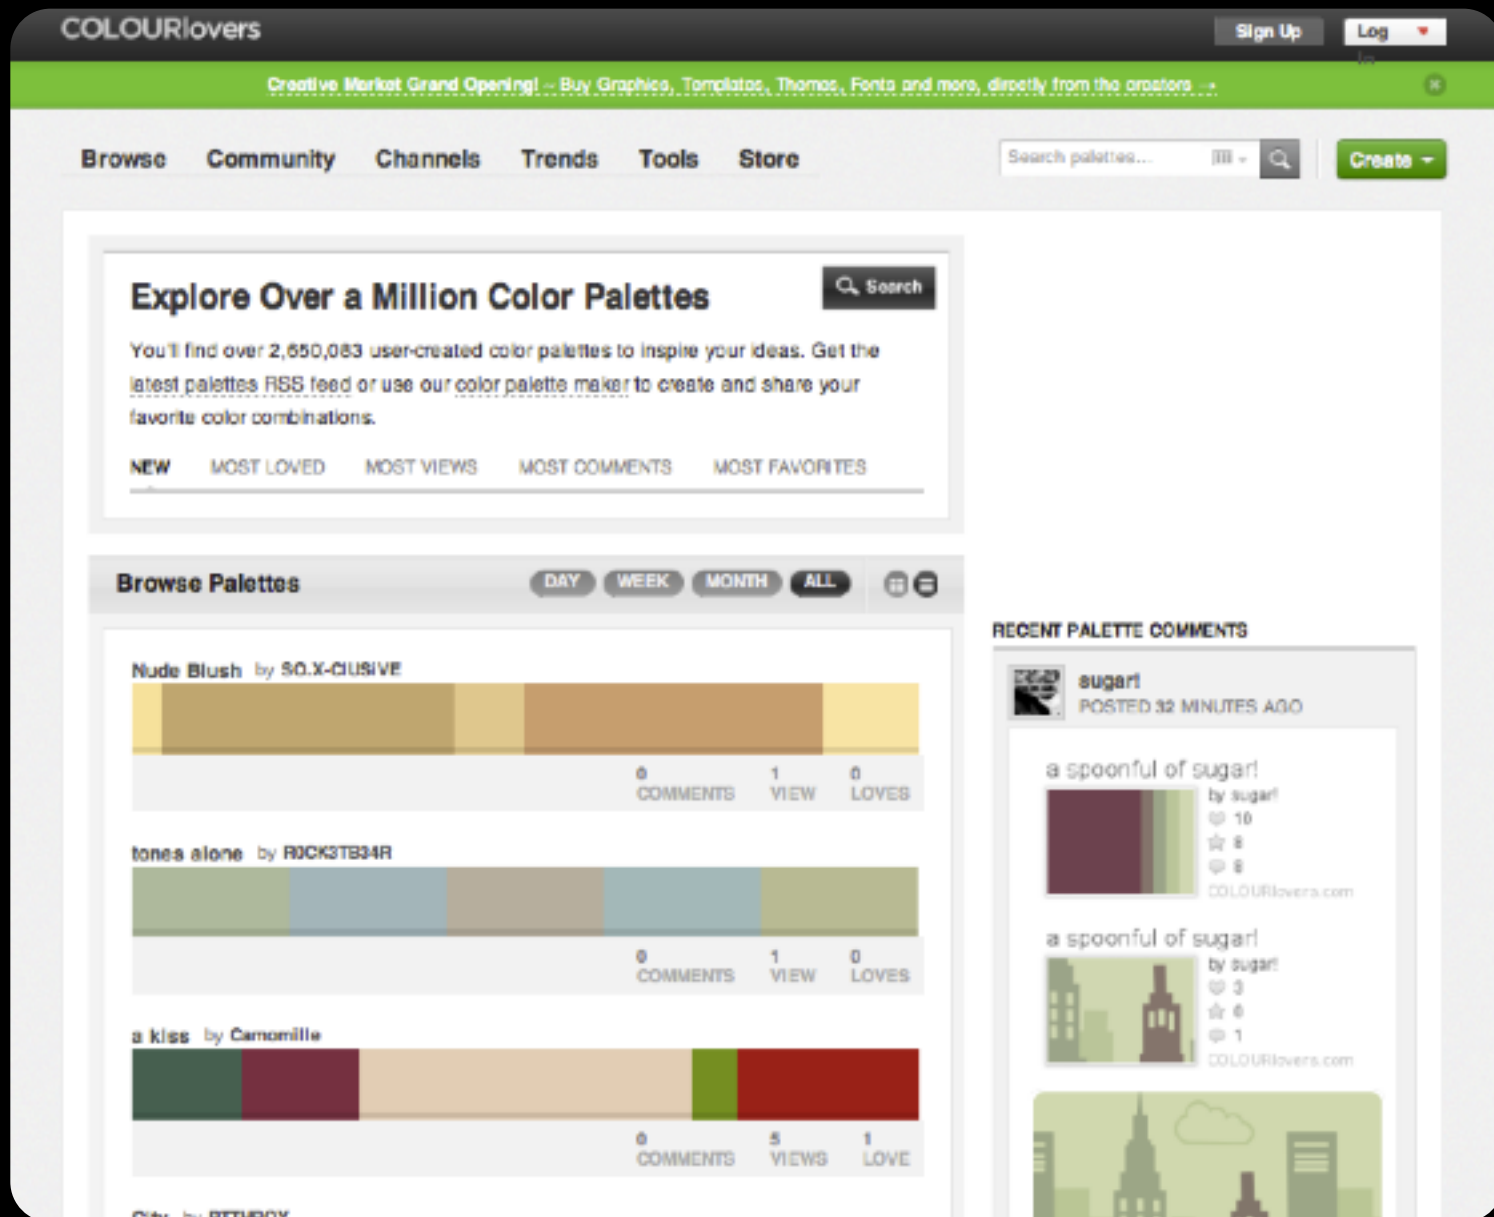 COLOURlovers
Sign Up
Log
In
Creative Market Grand Opening! – Buy Graphics, Templates, Themes, Fonts and more, directly from the creators →
Browse
Community
Channels
Trends
Tools
Store
Search palettes...
Create
Explore Over a Million Color Palettes
Search
You'll find over 2,650,083 user-created color palettes to inspire your ideas. Get the
latest palettes RSS feed or use our color palette maker to create and share your
favorite color combinations.
NEW
MOST LOVED
MOST VIEWS
MOST COMMENTS
MOST FAVORITES
Browse Palettes
DAY
WEEK
MONTH
ALL
Nude Blush by SO.X-CIUSIVE
0
COMMENTS
1
VIEW
0
LOVES
tones alone by R0CK3TB34R
0
COMMENTS
1
VIEW
0
LOVES
a kiss by Camomille
0
COMMENTS
5
VIEWS
1
LOVE
City by
RECENT PALETTE COMMENTS
sugar!
POSTED 32 MINUTES AGO
a spoonful of sugar!
by sugar!
10
8
8
COLOURlovers.com
a spoonful of sugar!
by sugar!
3
6
1
COLOURlovers.com